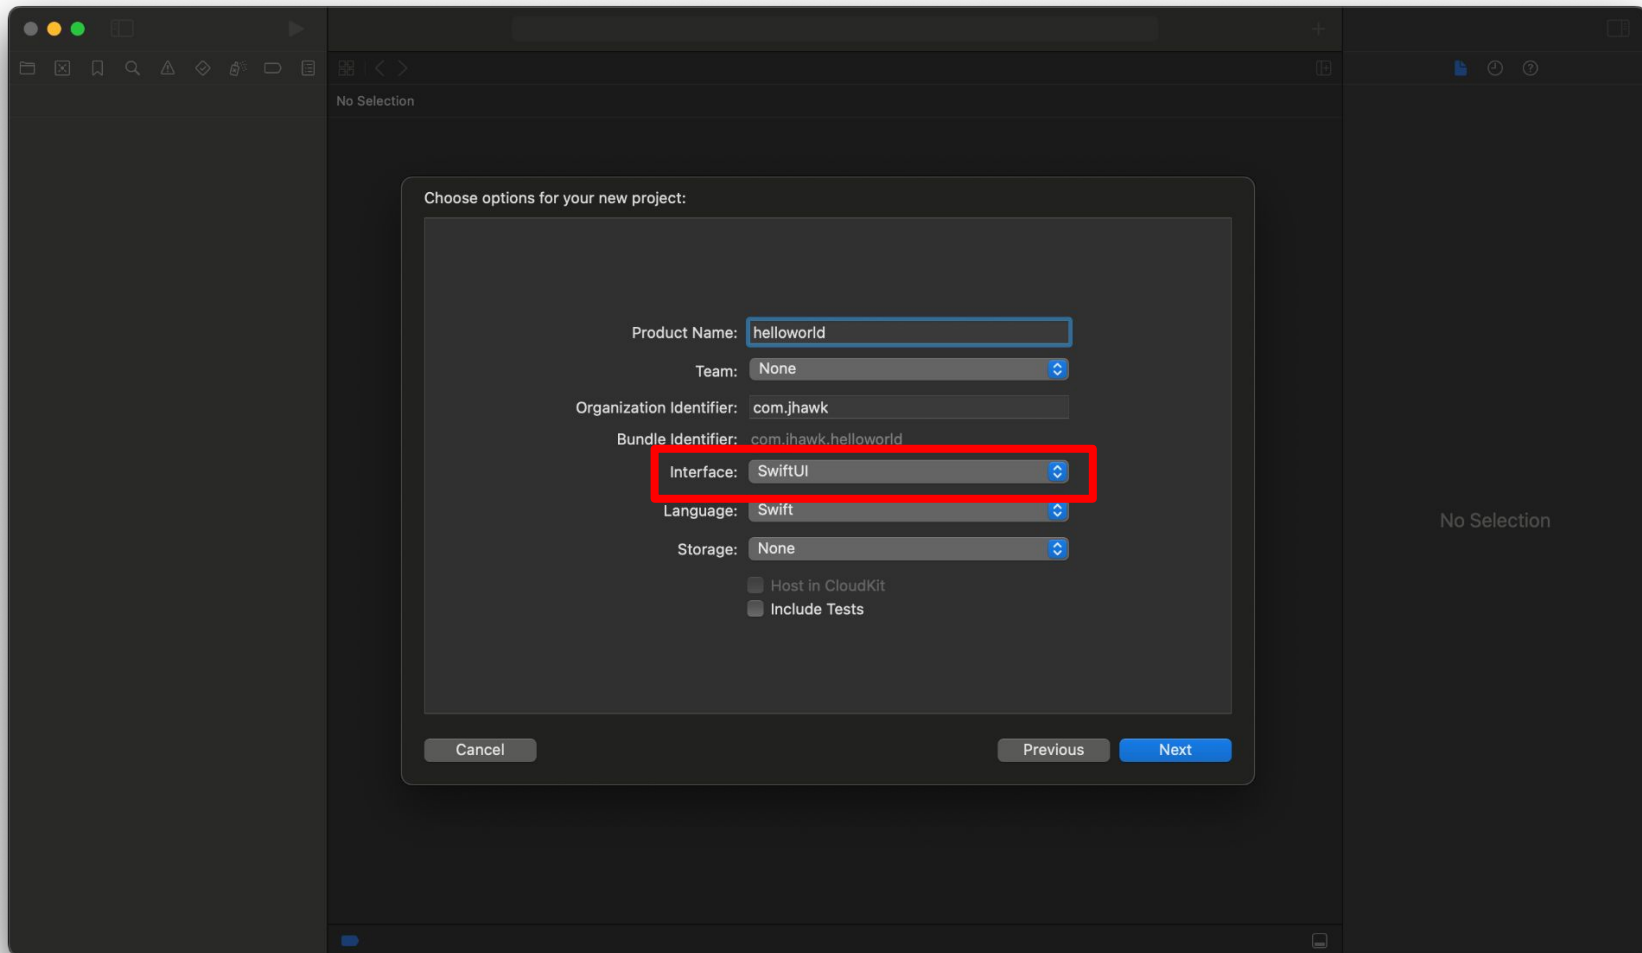 No Selection
Choose options for your new project:
Product Name: helloworld
Team: None
Organization Identifier: com.jhawk
Bundle Identifier: com.jhawk.helloworld
Interface: SwiftUI
Language: Swift
Storage: None
Host in CloudKit
Include Tests
No Selection
Cancel Previous Next